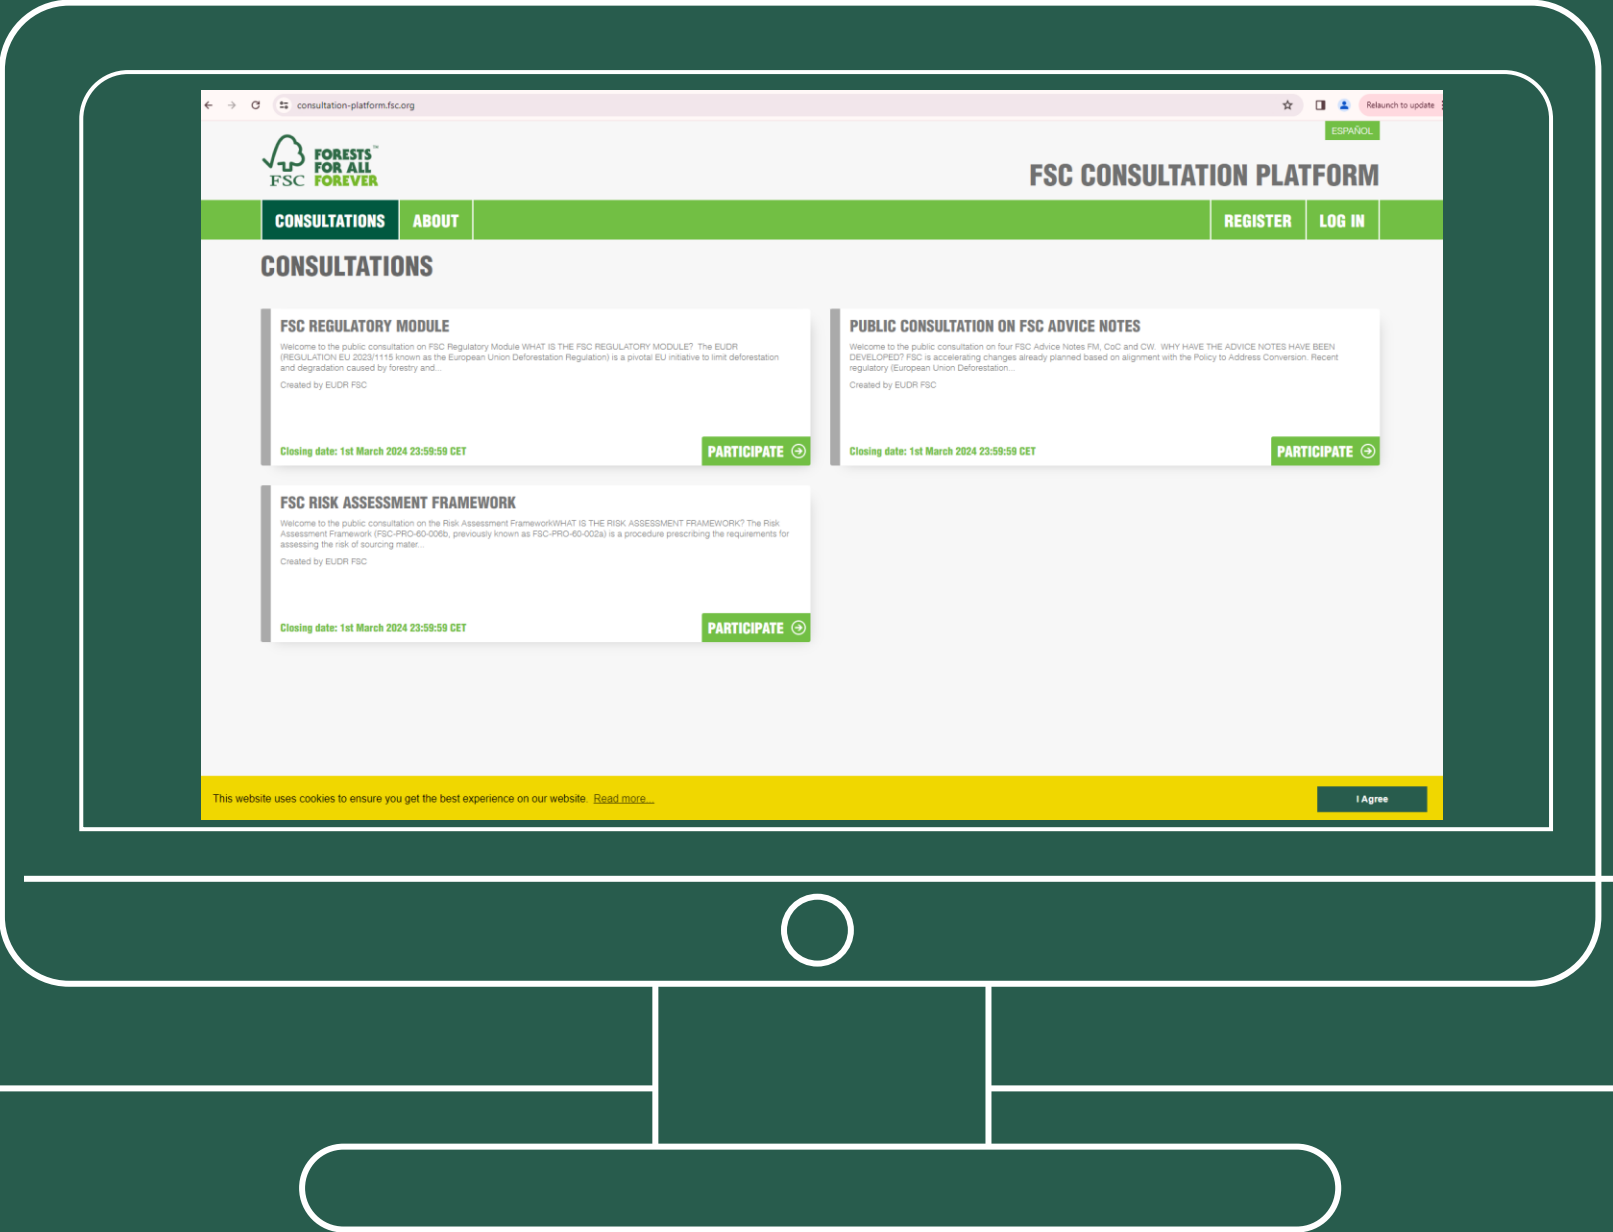 consultation-platform.fsc.org
Relaunch to update
ESPAÑOL
FORESTS™
FOR ALL
FSC FOREVER
FSC CONSULTATION PLATFORM
CONSULTATIONS ABOUT REGISTER LOG IN
CONSULTATIONS
FSC REGULATORY MODULE
Welcome to the public consultation on FSC Regulatory Module WHAT IS THE FSC REGULATORY MODULE? The EUDR
(REGULATION EU 2023/1115 known as the European Union Deforestation Regulation) is a pivotal EU initiative to limit deforestation
and degradation caused by forestry and...
Created by EUDR FSC
Closing date: 1st March 2024 23:59:59 CET
PARTICIPATE
PUBLIC CONSULTATION ON FSC ADVICE NOTES
Welcome to the public consultation on four FSC Advice Notes FM, CoC and CW. WHY HAVE THE ADVICE NOTES HAVE BEEN
DEVELOPED? FSC is accelerating changes already planned based on alignment with the Policy to Address Conversion. Recent
regulatory (European Union Deforestation...
Created by EUDR FSC
Closing date: 1st March 2024 23:59:59 CET
PARTICIPATE
FSC RISK ASSESSMENT FRAMEWORK
Welcome to the public consultation on the Risk Assessment FrameworkWHAT IS THE RISK ASSESSMENT FRAMEWORK? The Risk
Assessment Framework (FSC-PRO-60-006b, previously known as FSC-PRO-60-002a) is a procedure prescribing the requirements for
assessing the risk of sourcing mater...
Created by EUDR FSC
Closing date: 1st March 2024 23:59:59 CET
PARTICIPATE
This website uses cookies to ensure you get the best experience on our website. Read more...
I Agree